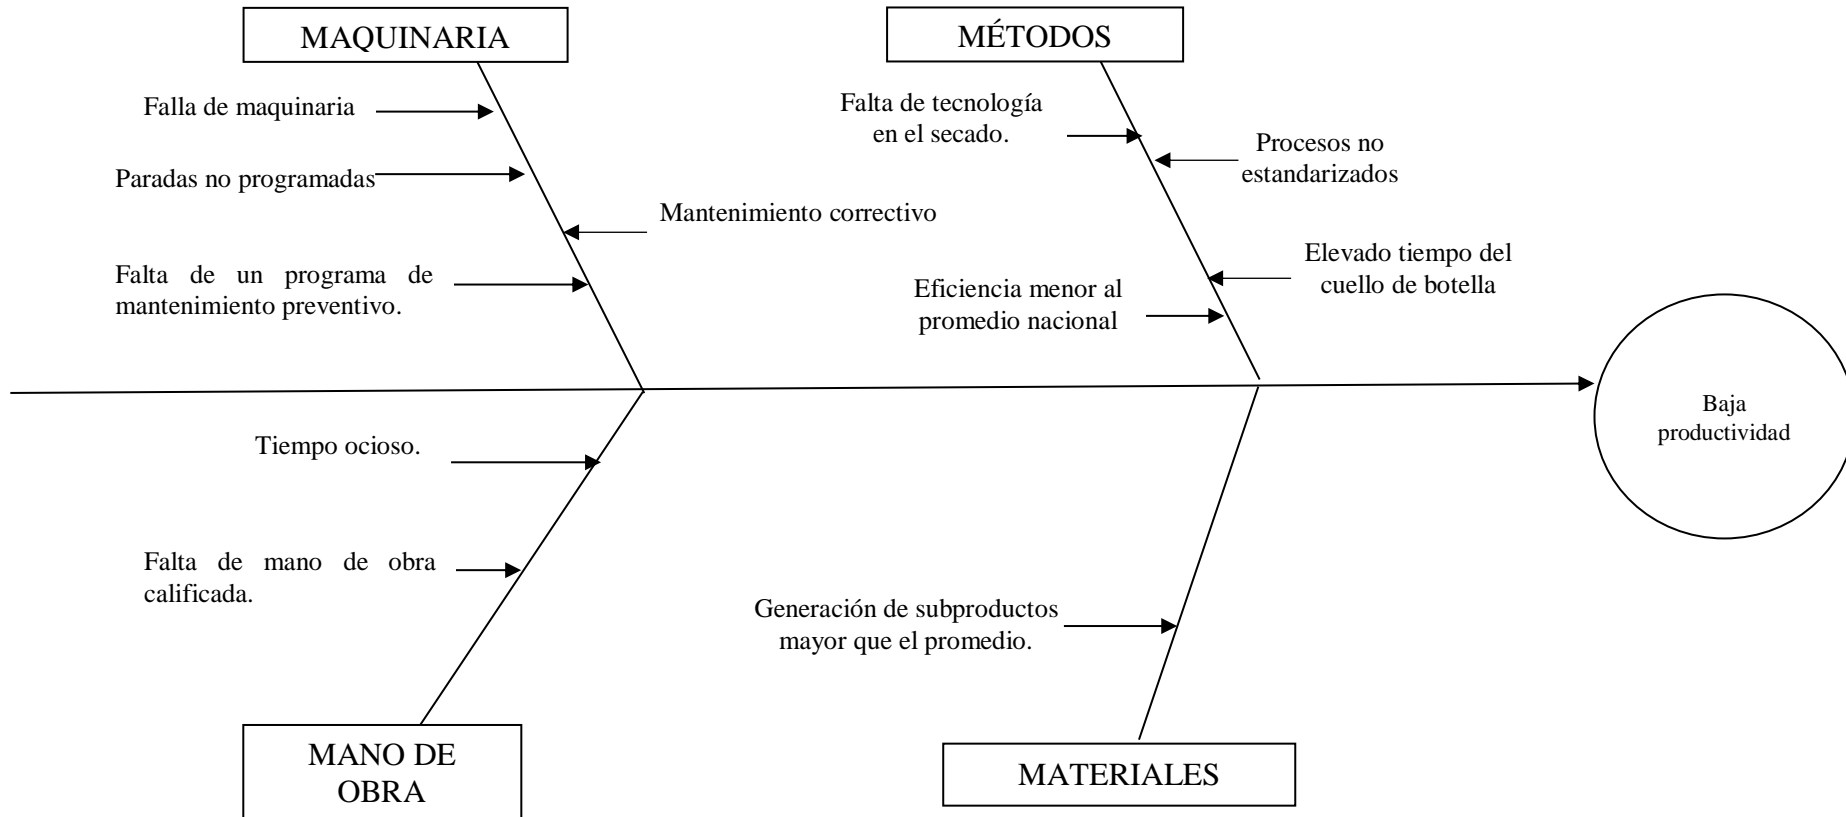 MAQUINARIA
MÉTODOS
Falla de maquinaria
Paradas no programadas
Mantenimiento correctivo
Falta de un programa de
mantenimiento preventivo.
Falta de tecnología
en el secado.
Procesos no
estandarizados
Elevado tiempo del
cuello de botella
Eficiencia menor al
promedio nacional
Baja
productividad
Tiempo ocioso.
Falta de mano de obra
calificada.
Generación de subproductos
mayor que el promedio.
MANO DE
OBRA
MATERIALES